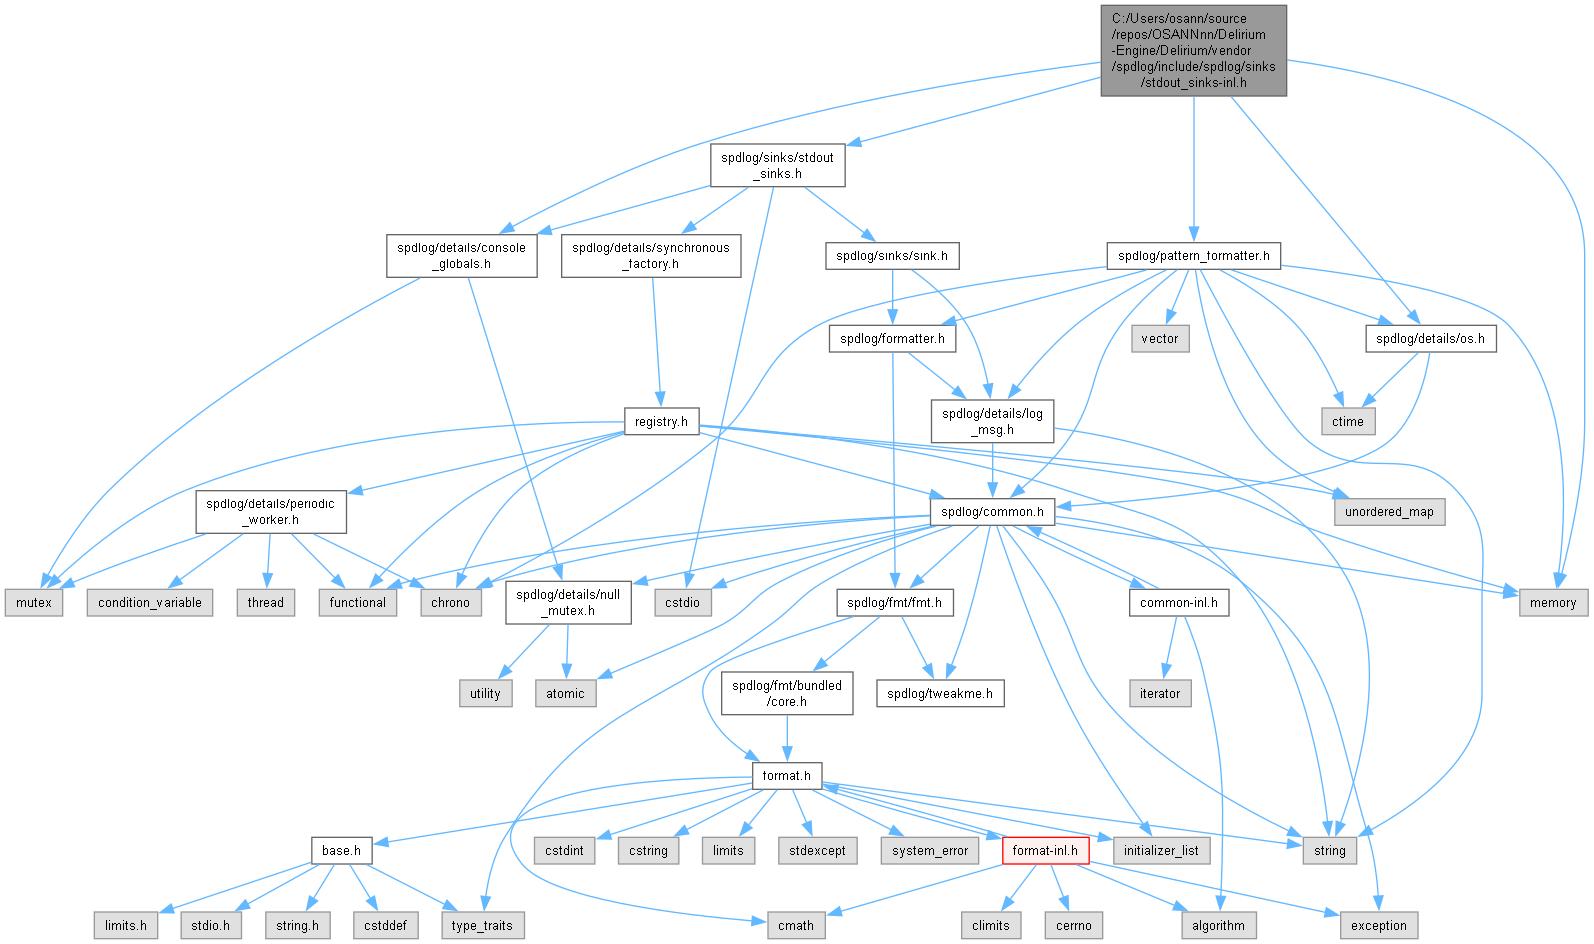 C:/Users/osann/source
/repos/OSANNnn/Delirium
-Engine/Delirium/vendor
/spdlog/include/spdlog/sinks
/stdout_sinks-inl.h
spdlog/sinks/stdout
_sinks.h
spdlog/details/console
_globals.h
spdlog/details/synchronous
_factory.h
spdlog/sinks/sink.h
spdlog/pattern_formatter.h
spdlog/formatter.h
vector
spdlog/details/os.h
registry.h
spdlog/details/log
_msg.h
ctime
spdlog/details/periodic
_worker.h
spdlog/common.h
unordered_map
mutex
condition_variable
thread
functional
chrono
spdlog/details/null
_mutex.h
cstdio
spdlog/fmt/fmt.h
common-inl.h
memory
utility
atomic
spdlog/fmt/bundled
/core.h
spdlog/tweakme.h
iterator
format.h
base.h
cstdint
cstring
limits
stdexcept
system_error
format-inl.h
initializer_list
string
limits.h
stdio.h
string.h
cstddef
type_traits
cmath
climits
cerrno
algorithm
exception